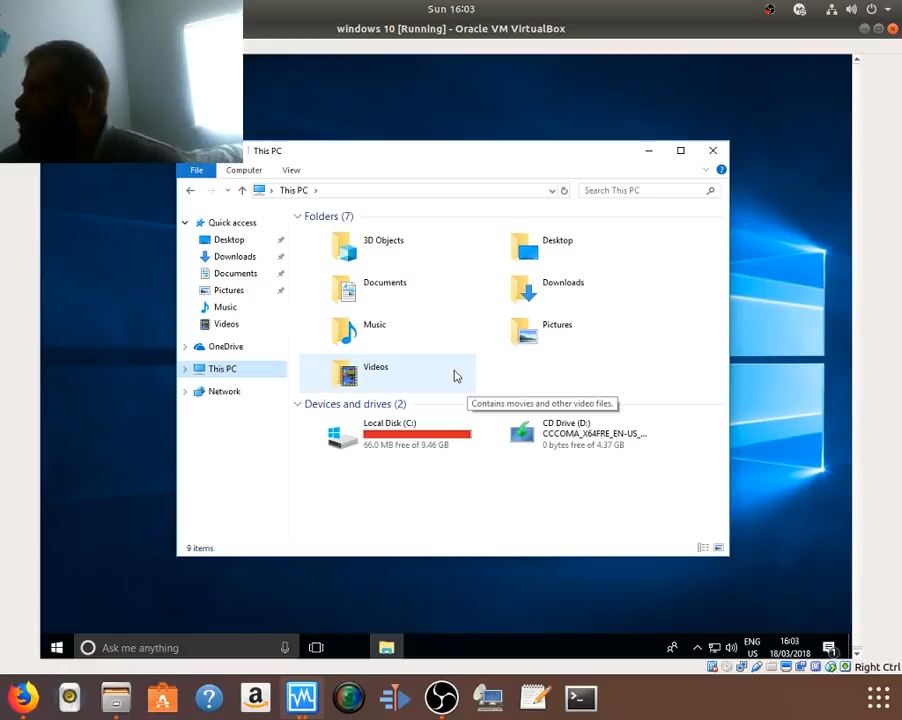 Sun 16:03
windows 10 [Running] - Oracle VM VirtualBox
This PC
File Computer View
This PC
Search This PC
Quick access
Desktop
Downloads
Documents
Pictures
Music
Videos
OneDrive
This PC
Network
Folders (7)
3D Objects
Desktop
Documents
Downloads
Music
Pictures
Videos
Contains movies and other video files.
Devices and drives (2)
Local Disk (C:)
66.0 MB free of 9.46 GB
CD Drive (D:)
CCCOMA_X64FRE_EN-US_...
0 bytes free of 4.37 GB
9 items
Ask me anything
ENG
US
16:03
18/03/2018
1
Right Ctrl